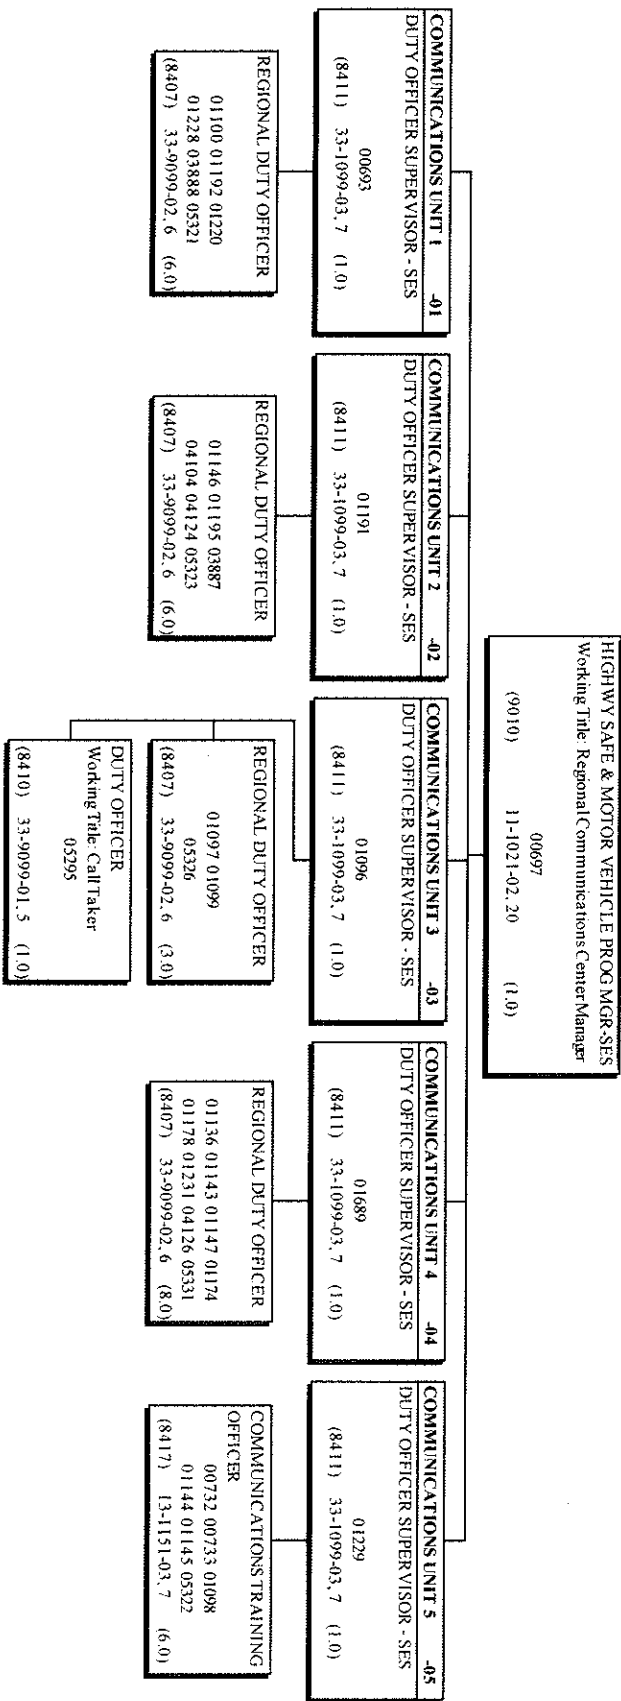 HIGHWY SAFE & MOTOR VEHICLE PROG MGR-SES
Working Title: Regional Communications Center Manager
00697
(9010) 11-1021-02, 20 (1.0)
COMMUNICATIONS UNIT 1 -01
DUTY OFFICER SUPERVISOR - SES
00693
(8411) 33-1099-03, 7 (1.0)
REGIONAL DUTY OFFICER
01100 01192 01220
01228 03888 05321
(8407) 33-9099-02, 6 (6.0)
COMMUNICATIONS UNIT 2 -02
DUTY OFFICER SUPERVISOR - SES
01191
(8411) 33-1099-03, 7 (1.0)
REGIONAL DUTY OFFICER
01146 01195 03887
04104 04124 05323
(8407) 33-9099-02, 6 (6.0)
COMMUNICATIONS UNIT 3 -03
DUTY OFFICER SUPERVISOR - SES
01096
(8411) 33-1099-03, 7 (1.0)
REGIONAL DUTY OFFICER
01097 01099
05326
(8407) 33-9099-02, 6 (3.0)
DUTY OFFICER
Working Title: Call Taker
05295
(8410) 33-9099-01, 5 (1.0)
COMMUNICATIONS UNIT 4 -04
DUTY OFFICER SUPERVISOR - SES
01689
(8411) 33-1099-03, 7 (1.0)
REGIONAL DUTY OFFICER
01136 01143 01147 01174
01178 01231 04126 05331
(8407) 33-9099-02, 6 (8.0)
COMMUNICATIONS UNIT 5 -05
DUTY OFFICER SUPERVISOR - SES
01229
(8411) 33-1099-03, 7 (1.0)
COMMUNICATIONS TRAINING
OFFICER
00732 00733 01098
01144 01145 05322
(8417) 13-1151-03, 7 (6.0)